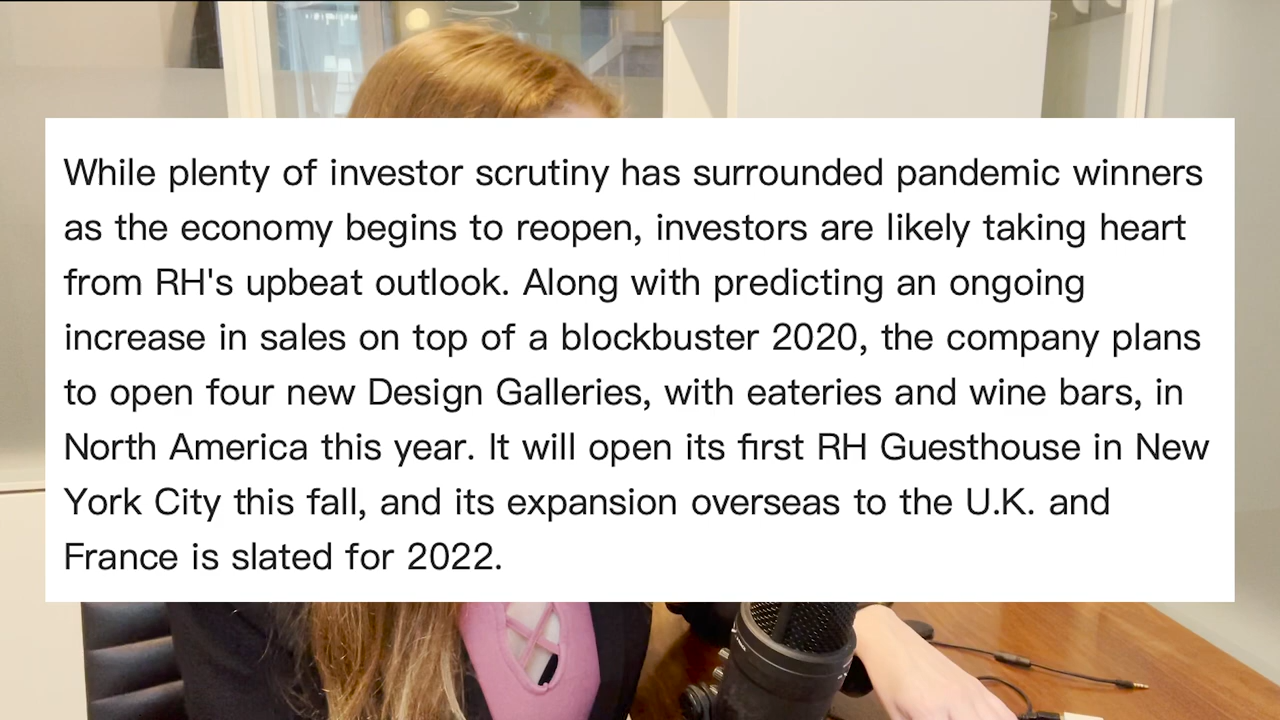 While plenty of investor scrutiny has surrounded pandemic winners
as the economy begins to reopen, investors are likely taking heart
from RH's upbeat outlook. Along with predicting an ongoing
increase in sales on top of a blockbuster 2020, the company plans
to open four new Design Galleries, with eateries and wine bars, in
North America this year. It will open its first RH Guesthouse in New
York City this fall, and its expansion overseas to the U.K. and
France is slated for 2022.